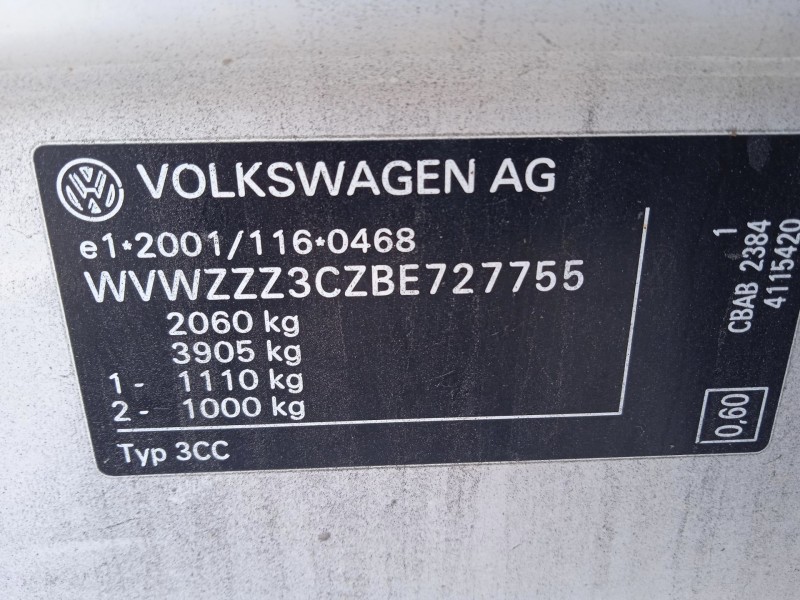 VOLKSWAGEN AG
e1*2001/116*0468
WVWZZZ3CZBE727755
2060 kg
3905 kg
1 - 1110 kg
2 - 1000 kg
Typ 3CC
1
CBAB 2384
4115420
0,60